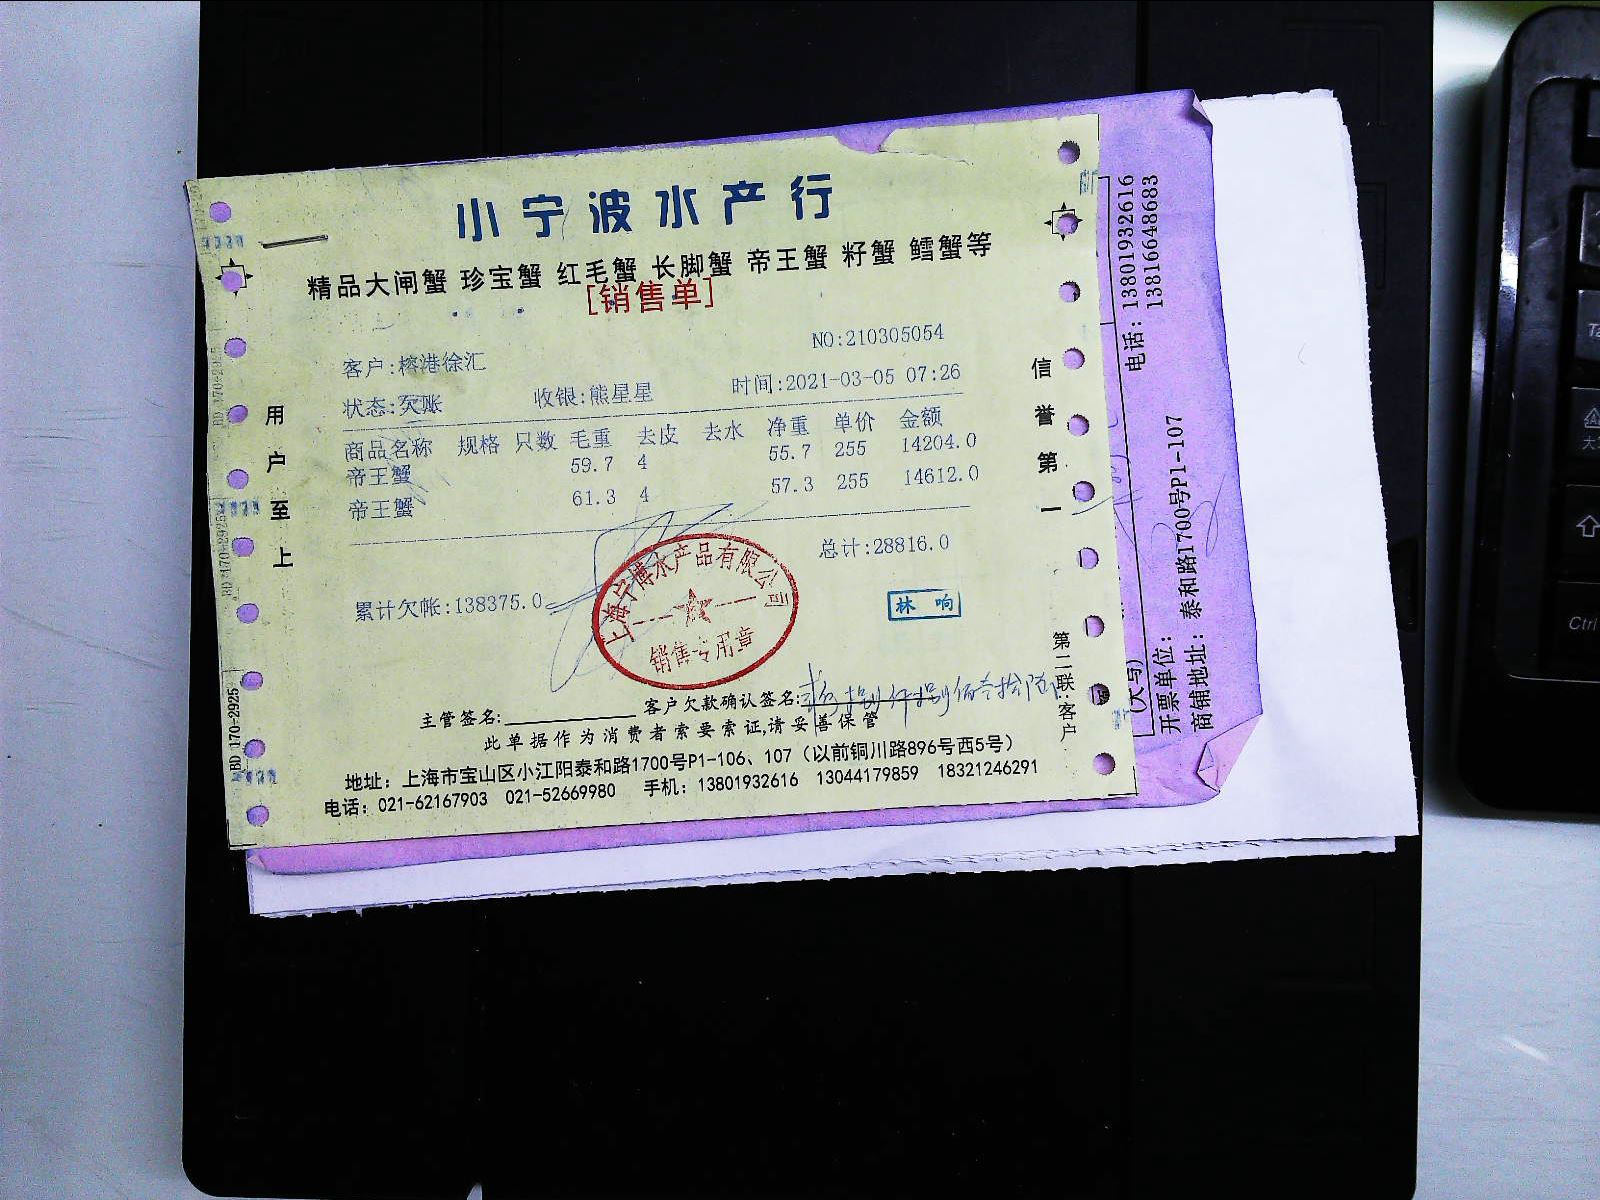 小宁波水产行
精品大闸蟹 珍宝蟹 红毛蟹 长脚蟹 帝王蟹 籽蟹 鳕蟹等
[销售单]
NO:210305054
客户:榕港徐汇
状态:欠账 收银:熊星星 时间:2021-03-05 07:26
商品名称 规格 只数 毛重 去皮 去水 净重 单价 金额
帝王蟹 59.7 4 55.7 255 14204.0
帝王蟹 61.3 4 57.3 255 14612.0
总计:28816.0
累计欠帐:138375.0
上海宁博水产品有限公司
销售专用章
林响
主管签名: 客户欠款确认签名:
此单据作为消费者索要索证,请妥善保管
地址：上海市宝山区小江阳泰和路1700号P1-106、107（以前铜川路896号西5号）
电话：021-62167903 021-52669980 手机：13801932616 13044179859 18321246291
用户至上
信誉第一
第二联:客户
BD 170-2925
BD 170-2925
电话：13801932616
13816648683
(大写)
开票单位：
商铺地址：泰和路1700号P1-107
Ctrl